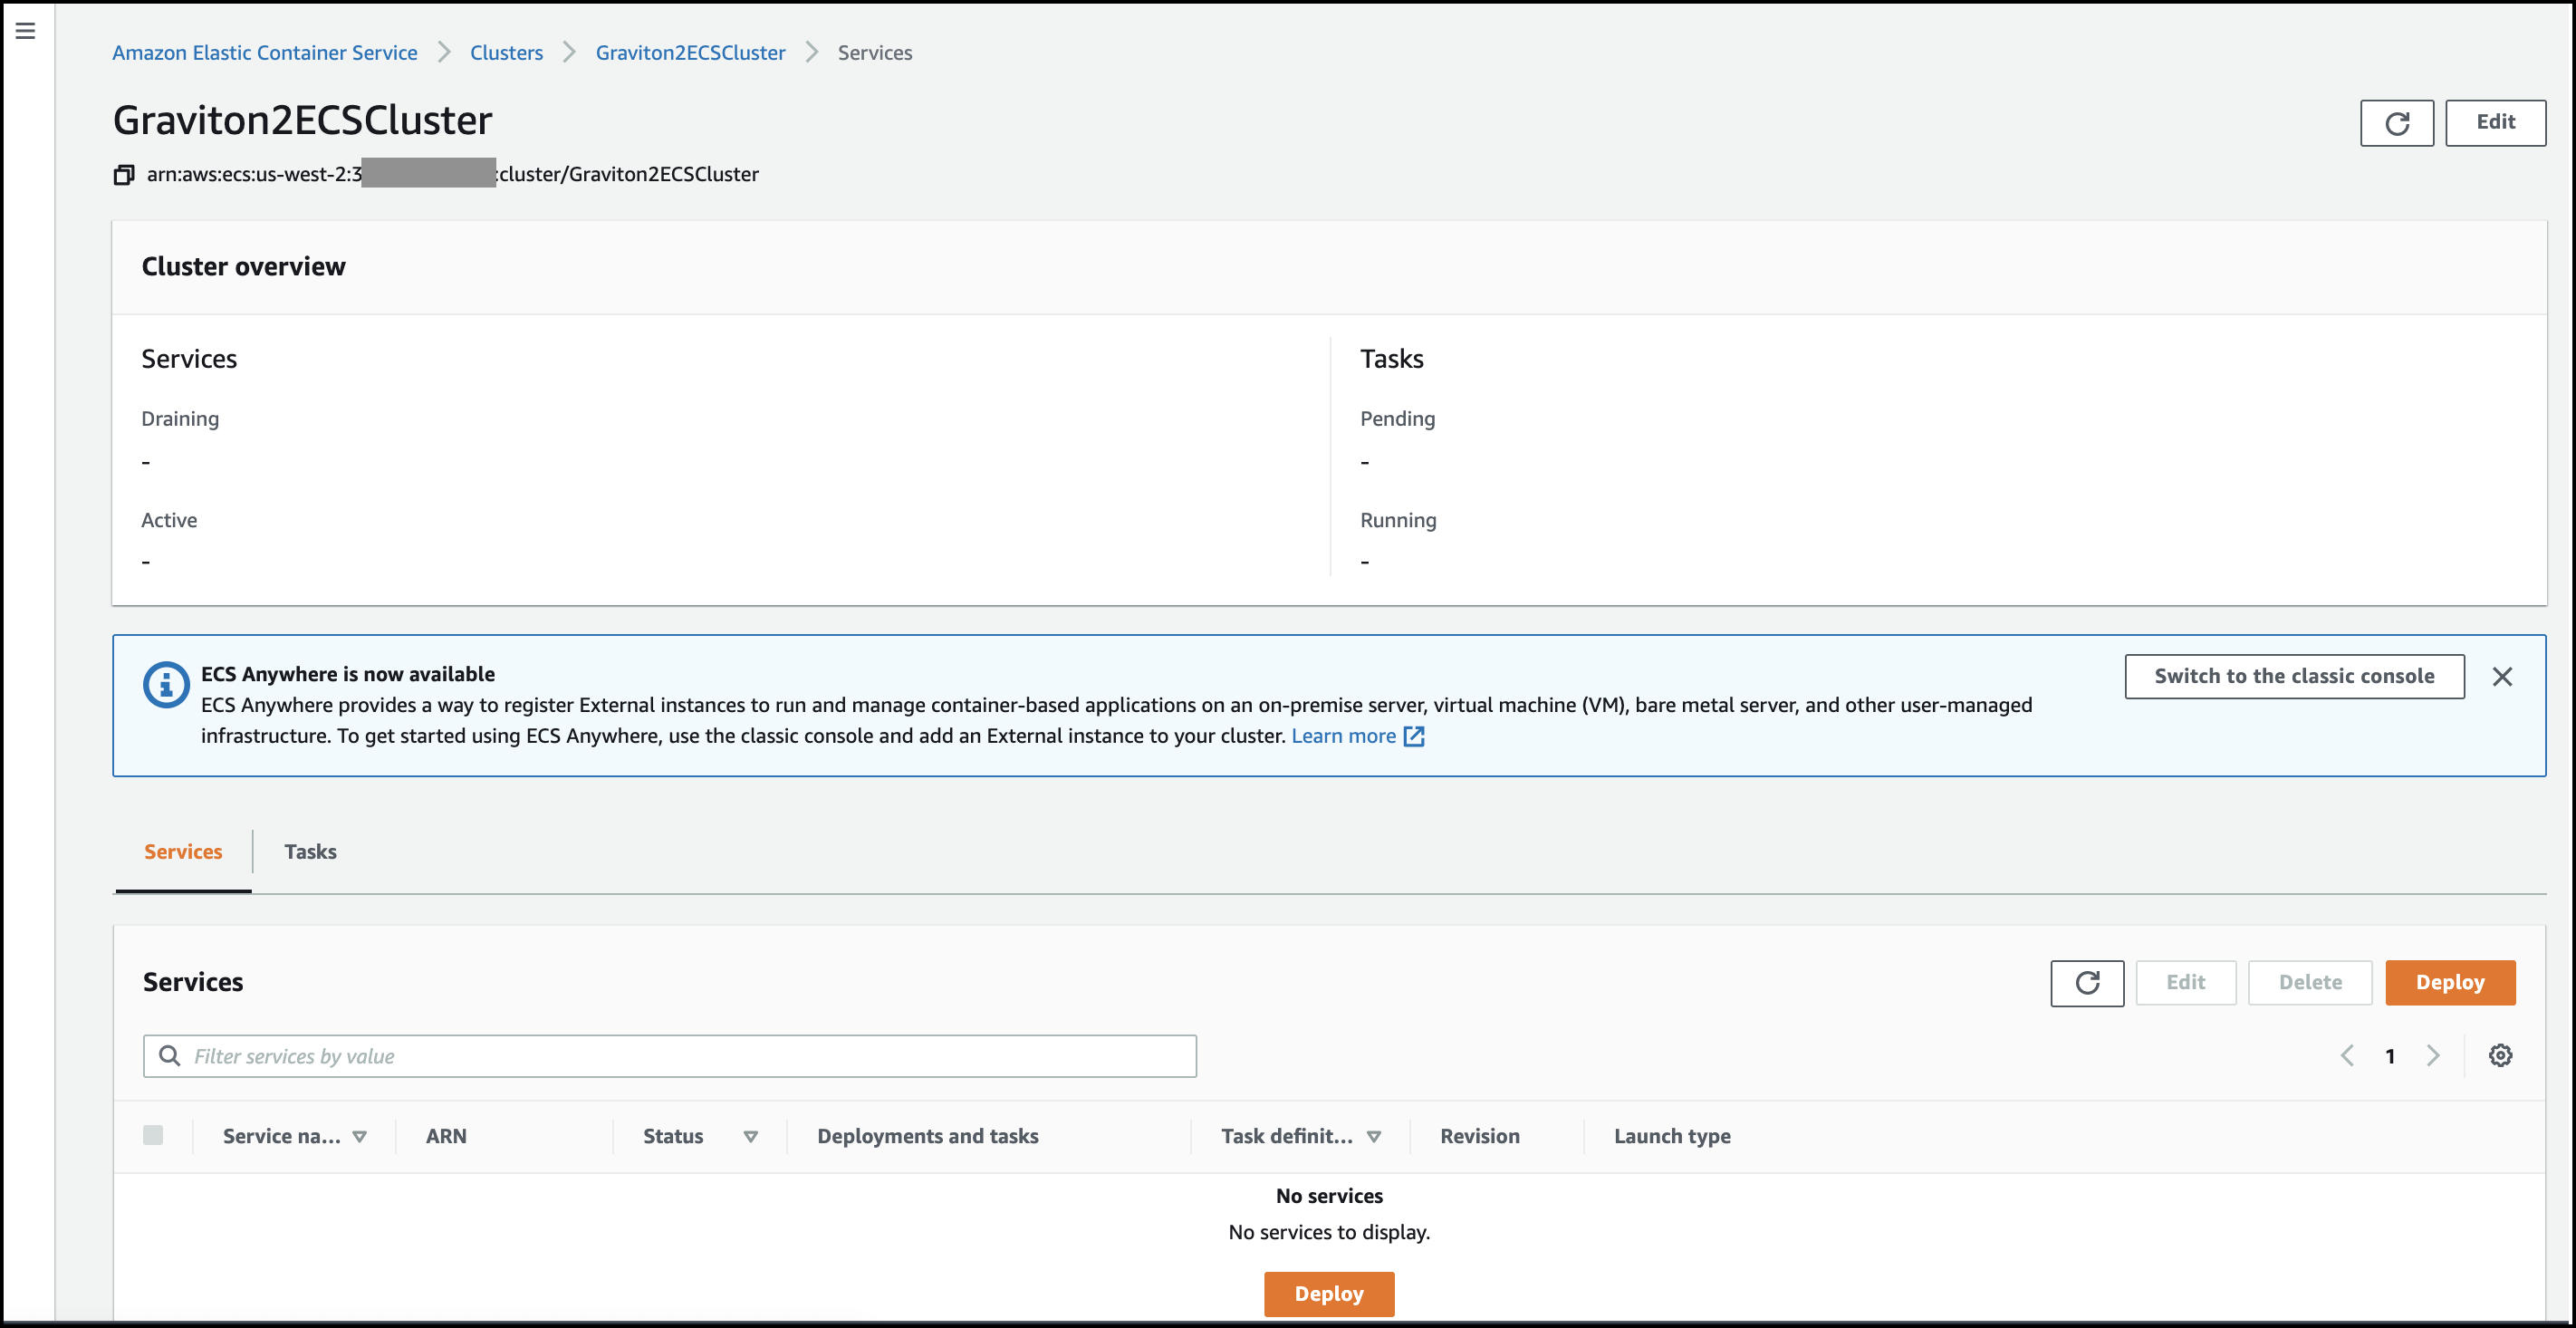 Amazon Elastic Container Service > Clusters > Graviton2ECSCluster > Services
Graviton2ECSCluster
Edit
arn:aws:ecs:us-west-2:3 :cluster/Graviton2ECSCluster
Cluster overview
Services
Draining
-
Active
-
Tasks
Pending
-
Running
-
ECS Anywhere is now available
Switch to the classic console
ECS Anywhere provides a way to register External instances to run and manage container-based applications on an on-premise server, virtual machine (VM), bare metal server, and other user-managed
infrastructure. To get started using ECS Anywhere, use the classic console and add an External instance to your cluster. Learn more
Services Tasks
Services
Edit Delete Deploy
Filter services by value
1
Service na... ARN Status Deployments and tasks Task definit... Revision Launch type
No services
No services to display.
Deploy